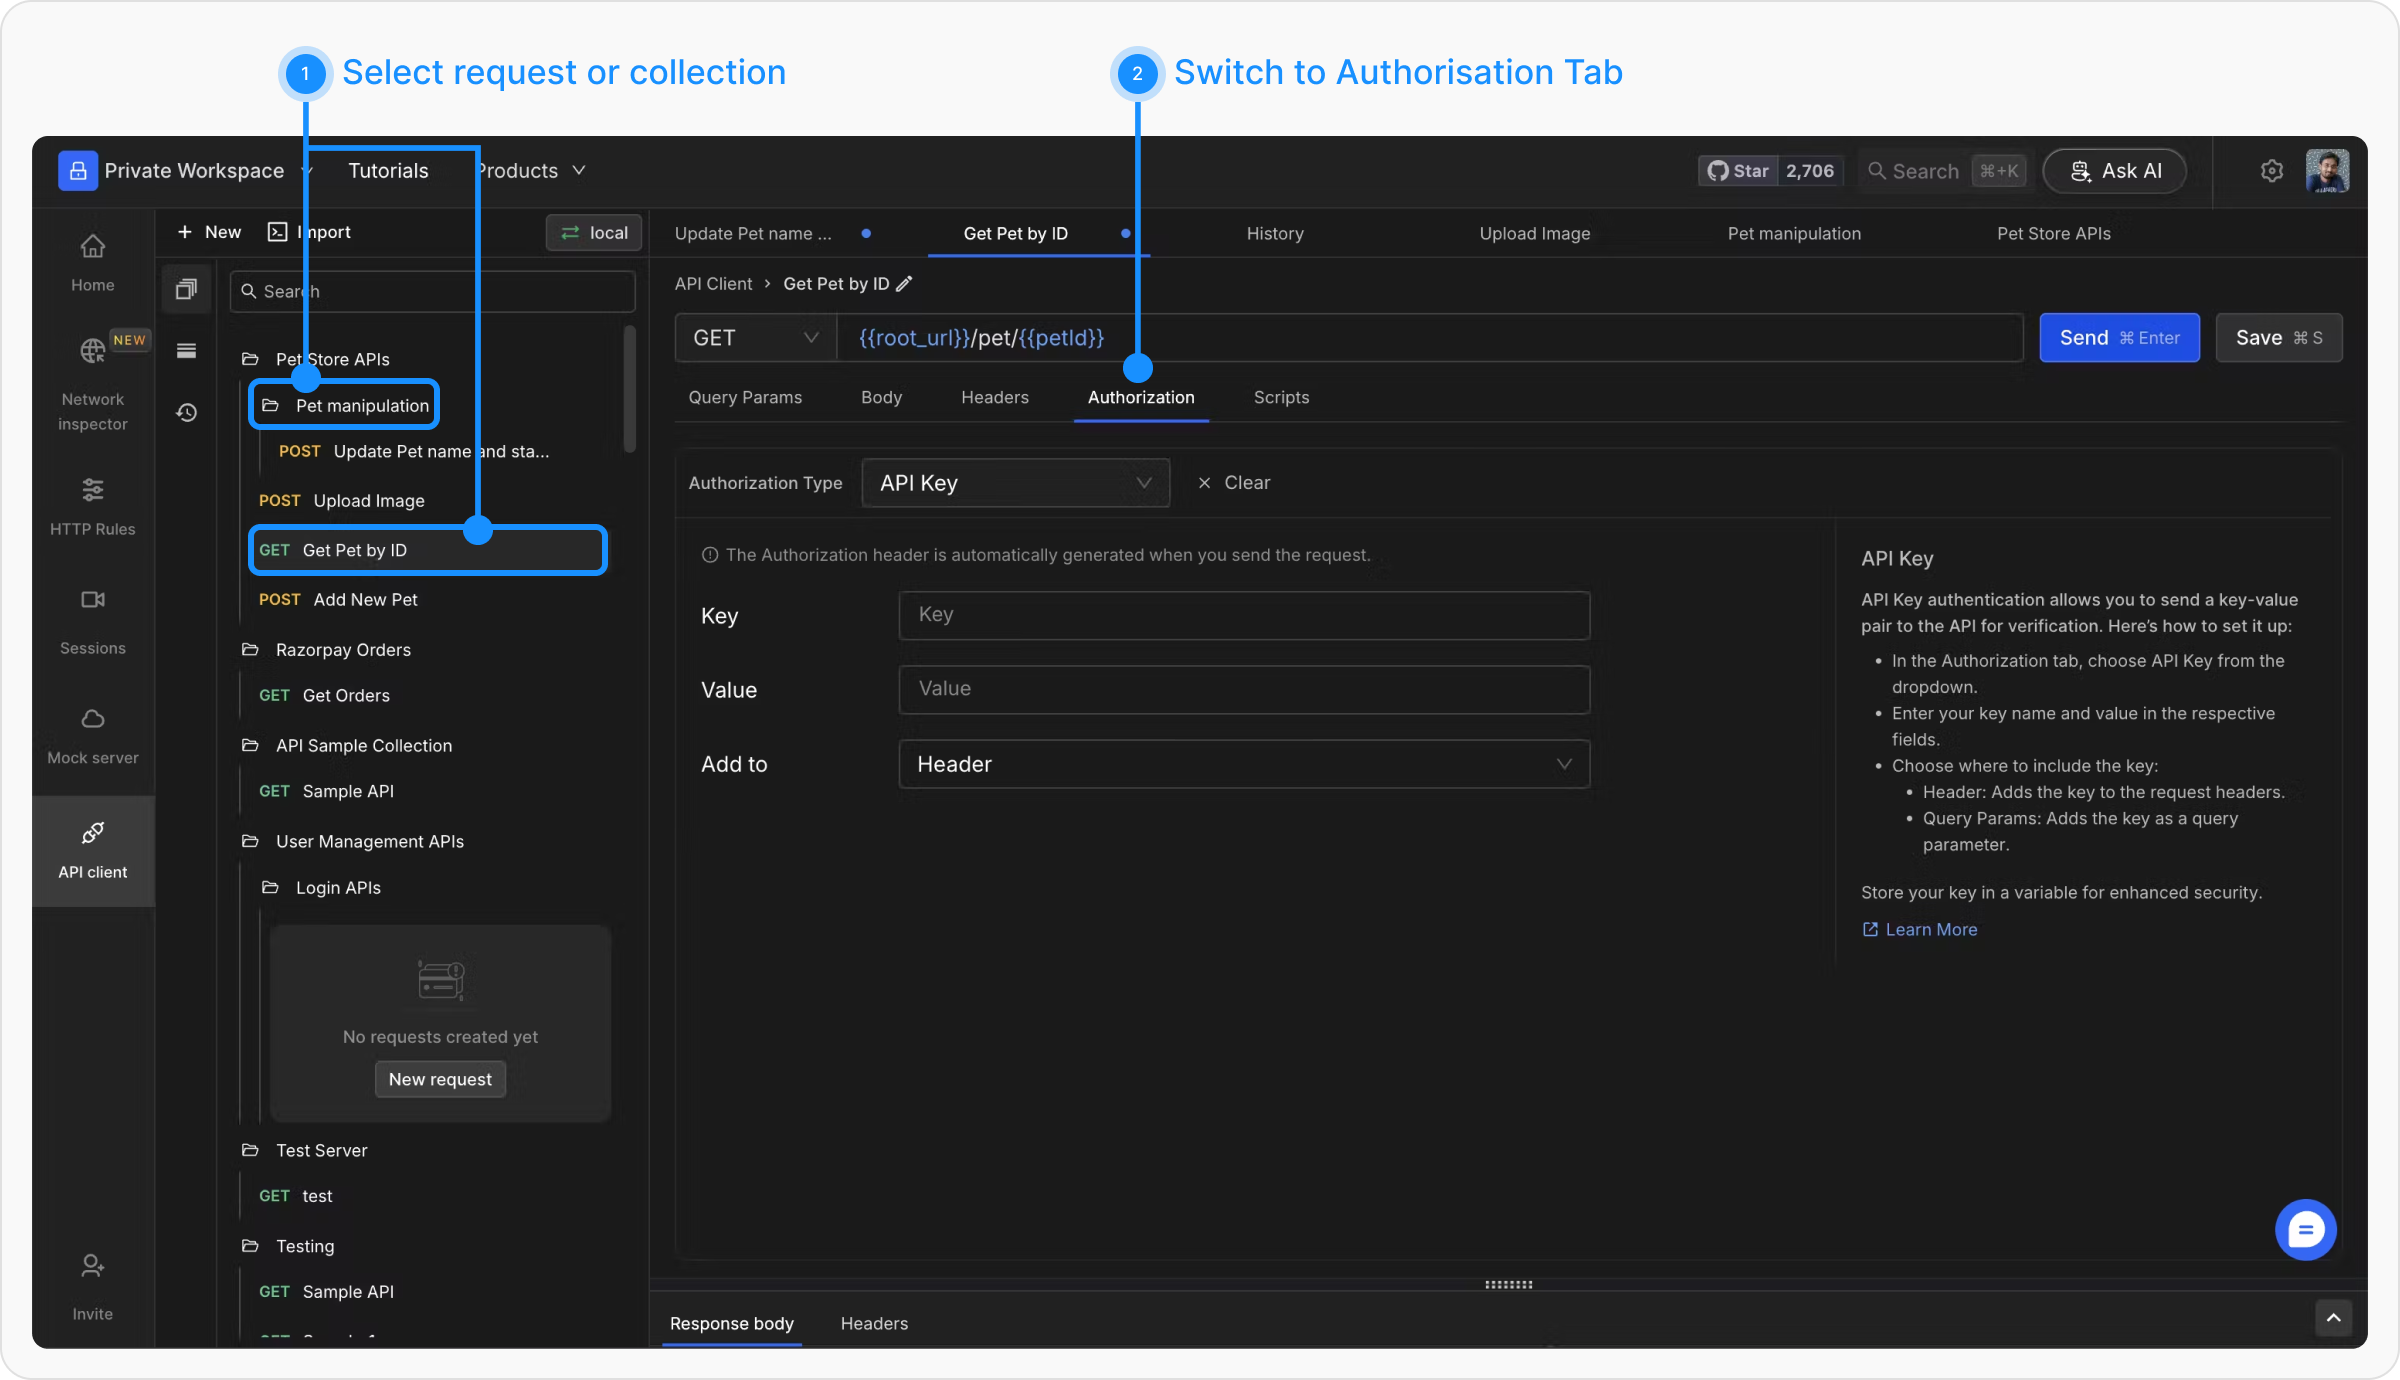 1 Select request or collection
2 Switch to Authorisation Tab
Private Workspace
Tutorials
Products
Star 2,706
Search ⌘+K
Ask AI
+ New
Import
local
Update Pet name ...
Get Pet by ID
History
Upload Image
Pet manipulation
Pet Store APIs
Home
NEW
Network
inspector
HTTP Rules
Sessions
Mock server
API client
Invite
Search
Pet Store APIs
Pet manipulation
POST Update Pet name and sta...
POST Upload Image
GET Get Pet by ID
POST Add New Pet
Razorpay Orders
GET Get Orders
API Sample Collection
GET Sample API
User Management APIs
Login APIs
No requests created yet
New request
Test Server
GET test
Testing
GET Sample API
API Client > Get Pet by ID
GET
{{root_url}}/pet/{{petId}}
Send ⌘ Enter
Save ⌘ S
Query Params
Body
Headers
Authorization
Scripts
Authorization Type
API Key
× Clear
The Authorization header is automatically generated when you send the request.
Key
Key
Value
Value
Add to
Header
API Key
API Key authentication allows you to send a key-value
pair to the API for verification. Here's how to set it up:
• In the Authorization tab, choose API Key from the
dropdown.
• Enter your key name and value in the respective
fields.
• Choose where to include the key:
• Header: Adds the key to the request headers.
• Query Params: Adds the key as a query
parameter.
Store your key in a variable for enhanced security.
Learn More
Response body
Headers